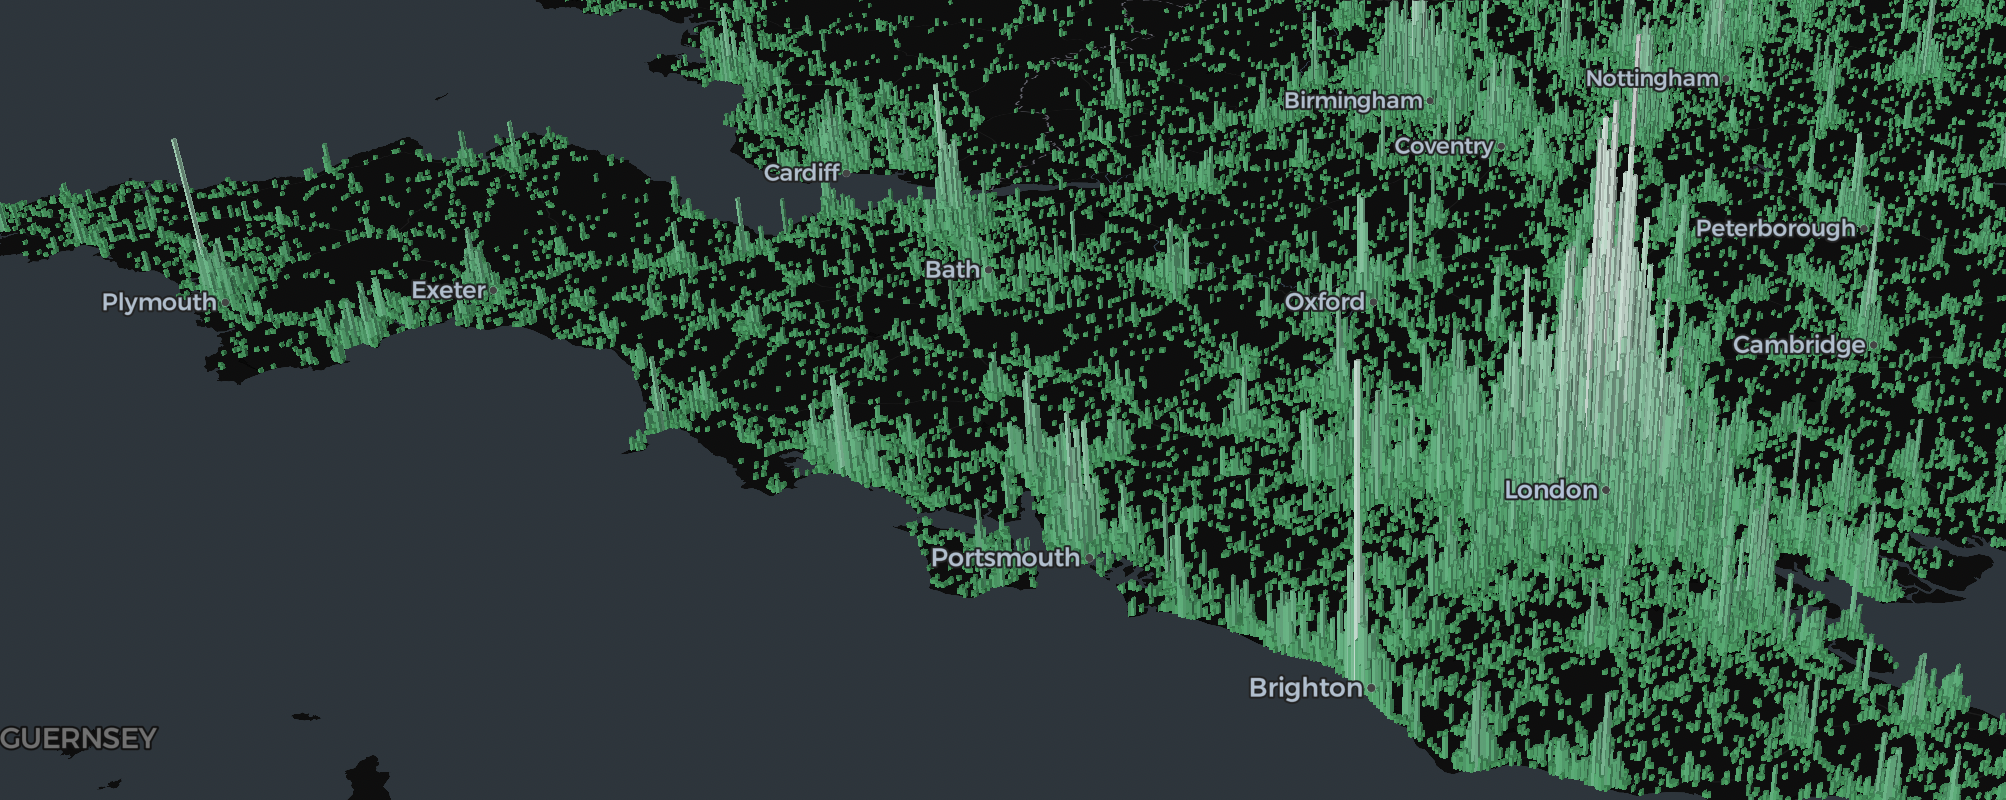 Nottingham
Birmingham
Coventry
Cardiff
Peterborough
Bath
Exeter
Plymouth
Oxford
Cambridge
London
Portsmouth
Brighton
GUERNSEY